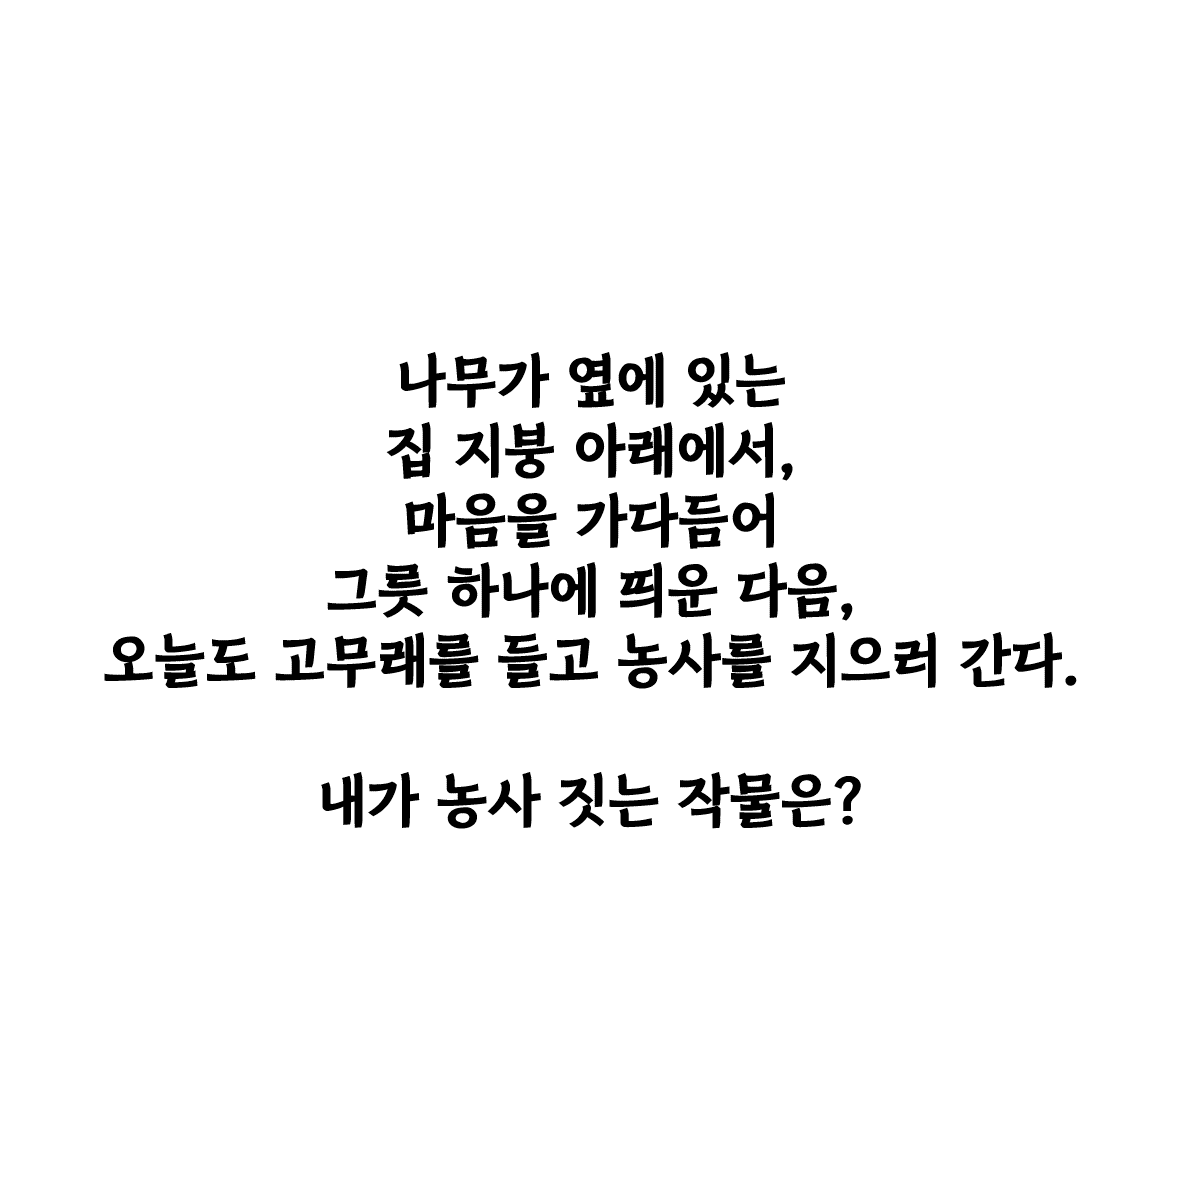 나무가 옆에 있는
집 지붕 아래에서,
마음을 가다듬어
그릇 하나에 띄운 다음,
오늘도 고무래를 들고 농사를 지으러 간다.
내가 농사 짓는 작물은?